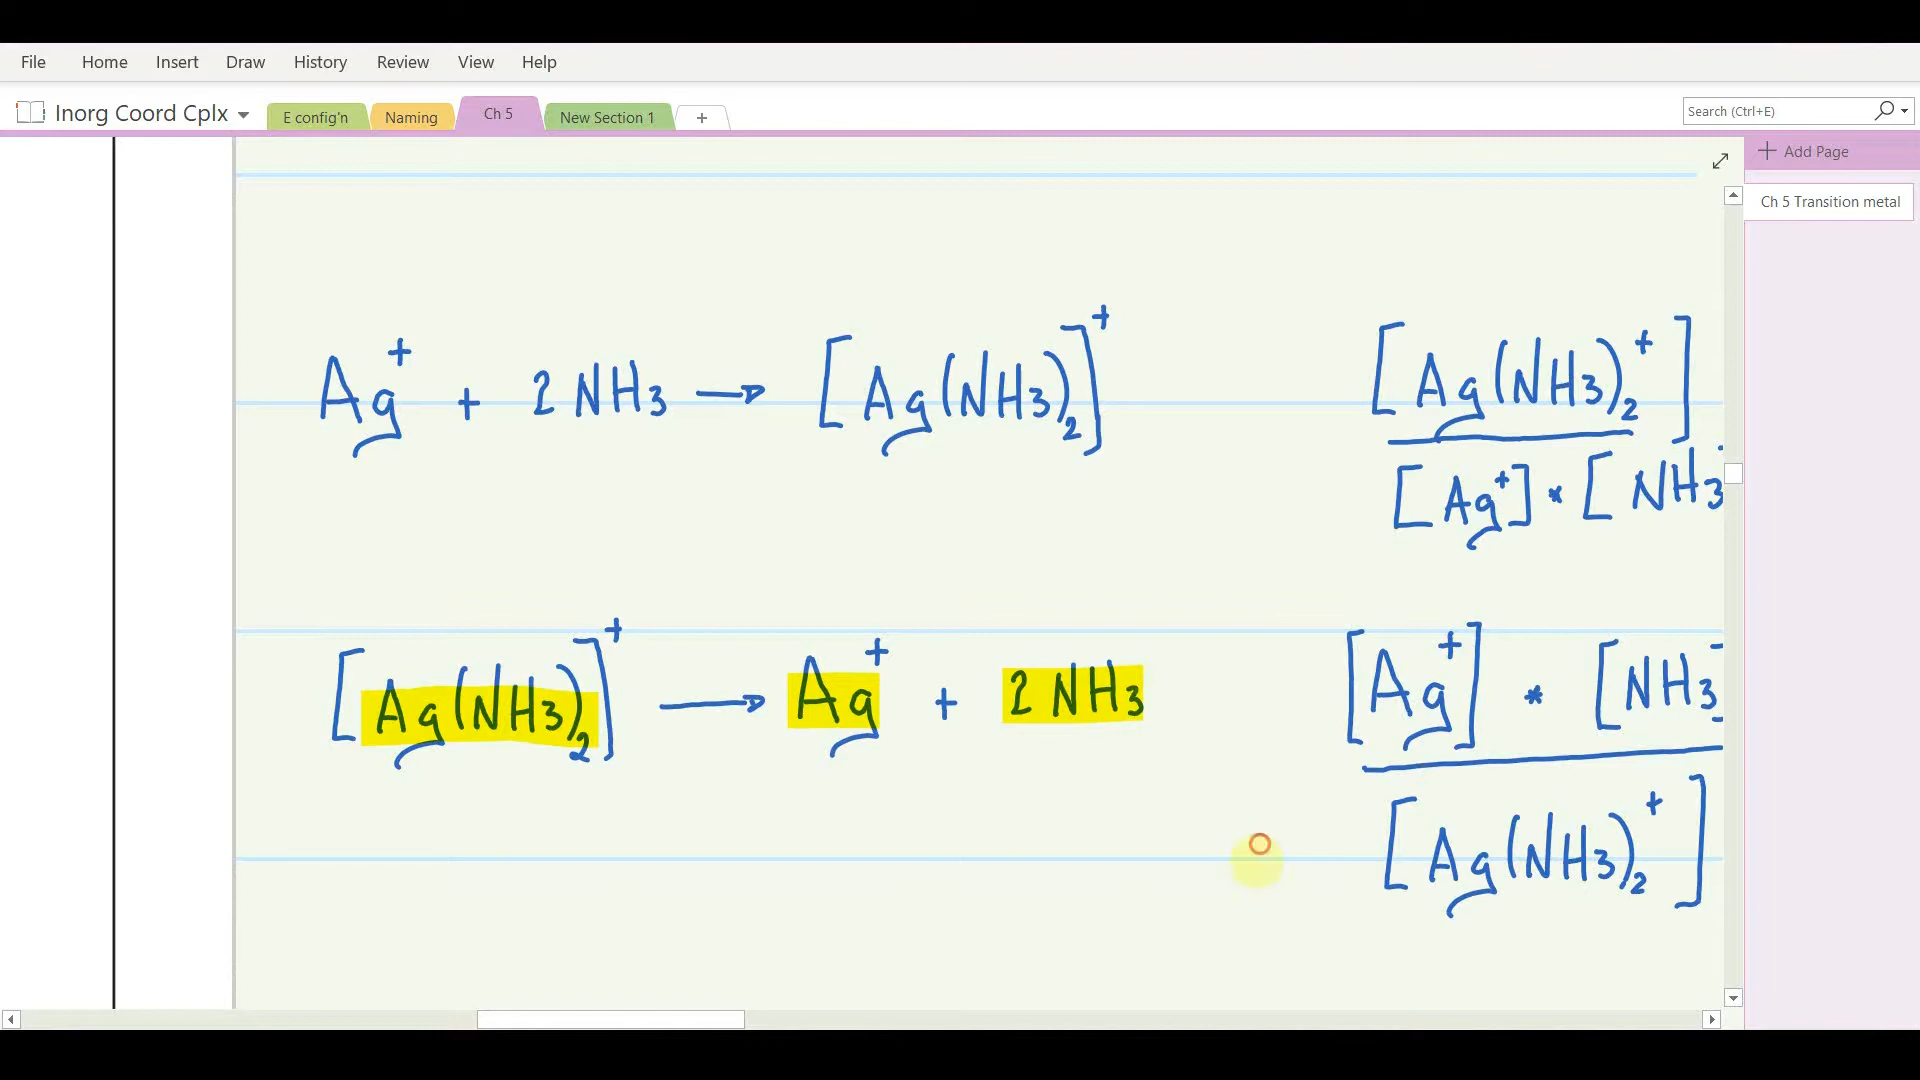 File Home Insert Draw History Review View Help
Inorg Coord Cplx E config'n Naming Ch 5 New Section 1 + Search (Ctrl+E)
+ Add Page
Ch 5 Transition metal
Ag⁺ + 2 NH₃ → [Ag(NH₃)₂]⁺
[Ag(NH₃)₂⁺]
[Ag⁺] * [NH₃
[Ag(NH₃)₂]⁺ → Ag⁺ + 2 NH₃
[Ag⁺] * [NH₃
[Ag(NH₃)₂⁺]